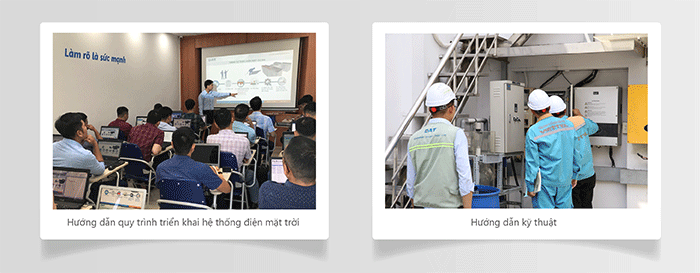 Làm rõ là sức mạnh
DAT
Hướng dẫn quy trình triển khai hệ thống điện mặt trời
Hướng dẫn kỹ thuật